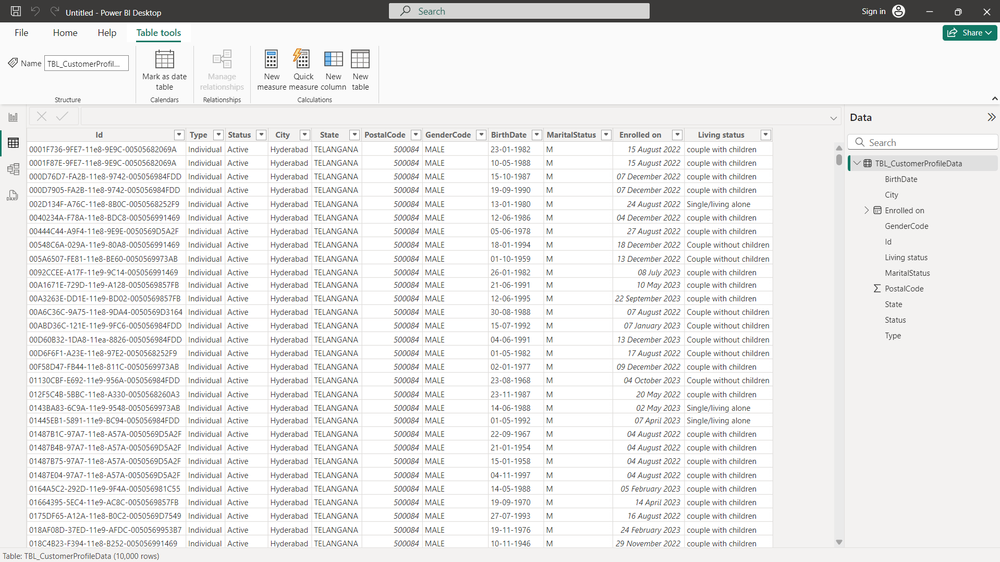 Untitled - Power BI Desktop
Search
Sign in
File Home Help Table tools
Share
Name TBL_CustomerProfil...
Mark as date table
Manage relationships
New measure
Quick measure
New column
New table
Structure Calendars Relationships Calculations
Id Type Status City State PostalCode GenderCode BirthDate MaritalStatus Enrolled on Living status
0001F736-9FE7-11e8-9E9C-00505682069A Individual Active Hyderabad TELANGANA 500084 MALE 23-01-1982 M 15 August 2022 couple with children
0001F87E-9FE7-11e8-9E9C-00505682069A Individual Active Hyderabad TELANGANA 500084 MALE 10-05-1988 M 15 August 2022 couple with children
000D76D7-FA2B-11e8-9742-005056984FDD Individual Active Hyderabad TELANGANA 500084 MALE 15-10-1987 M 07 December 2022 couple with children
000D7905-FA2B-11e8-9742-005056984FDD Individual Active Hyderabad TELANGANA 500084 MALE 19-09-1990 M 07 December 2022 couple with children
002D134F-A76C-11e8-8B0C-0050568252F9 Individual Active Hyderabad TELANGANA 500084 MALE 13-01-1980 M 24 August 2022 Single/living alone
0040234A-F78A-11e8-BDC8-005056991469 Individual Active Hyderabad TELANGANA 500084 MALE 12-06-1986 M 04 December 2022 couple with children
00444C44-A9F4-11e8-9E9E-0050569D5A2F Individual Active Hyderabad TELANGANA 500084 MALE 05-06-1978 M 27 August 2022 couple with children
00548C6A-029A-11e9-80A8-005056991469 Individual Active Hyderabad TELANGANA 500084 MALE 18-01-1994 M 18 December 2022 Couple without children
005A6507-FE81-11e8-BE60-0050569973AB Individual Active Hyderabad TELANGANA 500084 MALE 01-10-1959 M 13 December 2022 Couple without children
0092CCEE-A17F-11e9-9C14-005056991469 Individual Active Hyderabad TELANGANA 500084 MALE 26-01-1982 M 08 July 2023 couple with children
00A1671E-729D-11e9-A128-0050569857FB Individual Active Hyderabad TELANGANA 500084 MALE 21-06-1991 M 10 May 2023 couple with children
00A3263E-DD1E-11e9-BD02-0050569857FB Individual Active Hyderabad TELANGANA 500084 MALE 12-06-1995 M 22 September 2023 couple with children
00A6C36C-9A75-11e8-9DA4-0050569D3164 Individual Active Hyderabad TELANGANA 500084 MALE 30-08-1988 M 07 August 2022 Couple without children
00ABD36C-121E-11e9-9FC6-005056984FDD Individual Active Hyderabad TELANGANA 500084 MALE 15-07-1992 M 07 January 2023 Couple without children
00D60B32-1DA8-11ea-8826-005056984FDD Individual Active Hyderabad TELANGANA 500084 MALE 04-06-1991 M 13 December 2023 Couple without children
00D6F6F1-A23E-11e8-97E2-0050568252F9 Individual Active Hyderabad TELANGANA 500084 MALE 01-05-1982 M 17 August 2022 Couple without children
00F58D47-FB44-11e8-811C-0050569973AB Individual Active Hyderabad TELANGANA 500084 MALE 02-01-1977 M 09 December 2022 couple with children
01130CBF-E692-11e9-956A-005056984FDD Individual Active Hyderabad TELANGANA 500084 MALE 23-08-1968 M 04 October 2023 Couple without children
012F5C4B-5BBC-11e8-A330-0050568260A3 Individual Active Hyderabad TELANGANA 500084 MALE 23-11-1987 M 20 May 2022 couple with children
0143BA83-6C9A-11e9-9548-0050569973AB Individual Active Hyderabad TELANGANA 500084 MALE 14-06-1988 M 02 May 2023 Single/living alone
01445EB1-5891-11e9-BC94-005056984FDD Individual Active Hyderabad TELANGANA 500084 MALE 01-05-1992 M 07 April 2023 Single/living alone
01487B1C-97A7-11e8-A57A-0050569D5A2F Individual Active Hyderabad TELANGANA 500084 MALE 22-09-1967 M 04 August 2022 couple with children
01487B4B-97A7-11e8-A57A-0050569D5A2F Individual Active Hyderabad TELANGANA 500084 MALE 21-01-1954 M 04 August 2022 couple with children
01487B75-97A7-11e8-A57A-0050569D5A2F Individual Active Hyderabad TELANGANA 500084 MALE 15-01-1958 M 04 August 2022 couple with children
01487E04-97A7-11e8-A57A-0050569D5A2F Individual Active Hyderabad TELANGANA 500084 MALE 04-11-1997 M 04 August 2022 couple with children
0164A5C2-292D-11e9-9F4A-005056981C55 Individual Active Hyderabad TELANGANA 500084 MALE 14-05-1988 M 05 February 2023 couple with children
01664395-5EC4-11e9-AC8C-0050569857FB Individual Active Hyderabad TELANGANA 500084 MALE 19-09-1970 M 14 April 2023 couple with children
0175DF65-A12A-11e8-B0C2-0050569D7549 Individual Active Hyderabad TELANGANA 500084 MALE 27-07-1993 M 16 August 2022 couple with children
018AF08D-37ED-11e9-AFDC-0050569953B7 Individual Active Hyderabad TELANGANA 500084 MALE 19-11-1976 M 24 February 2023 couple with children
018C4B23-F394-11e8-B252-005056991469 Individual Active Hyderabad TELANGANA 500084 MALE 10-11-1946 M 29 November 2022 couple with children
DAX
Data
Search
TBL_CustomerProfileData
BirthDate
City
Enrolled on
GenderCode
Id
Living status
MaritalStatus
∑ PostalCode
State
Status
Type
Table: TBL_CustomerProfileData (10,000 rows)